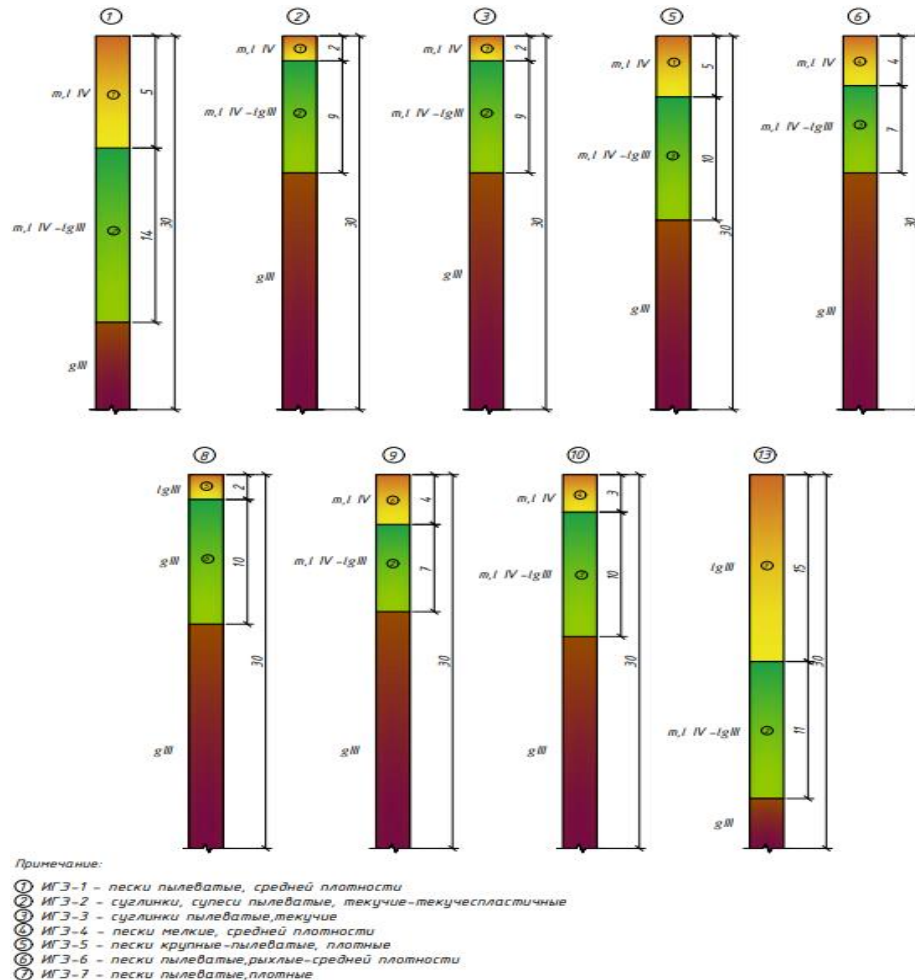 1 2 3 5 6
m,l IV 5
m,l IV-lgIII 14
gIII
30
m,l IV 2
m,l IV-lgIII 9
gIII
30
m,l IV 2
m,l IV-lgIII 9
gIII
30
m,l IV 5
m,l IV-lgIII 10
gIII
30
m,l IV 4
m,l IV-lgIII 7
gIII
30
8 9 10 13
lgIII 5 2
gIII 10
gIII
30
m,l IV 4
m,l IV-lgIII 2 7
gIII
30
m,l IV 4 3
m,l IV-lgIII 10
gIII
30
lgIII 15
m,l IV-lgIII 2 11
gIII
30
Примечание:
1 ИГЭ-1 - пески пылеватые, средней плотности
2 ИГЭ-2 - суглинки, супеси пылеватые, текучие-текучеспластичные
3 ИГЭ-3 - суглинки пылеватые,текучие
4 ИГЭ-4 - пески мелкие, средней плотности
5 ИГЭ-5 - пески крупные-пылеватые, плотные
6 ИГЭ-6 - пески пылеватые,рыхлые-средней плотности
7 ИГЭ-7 - пески пылеватые,плотные